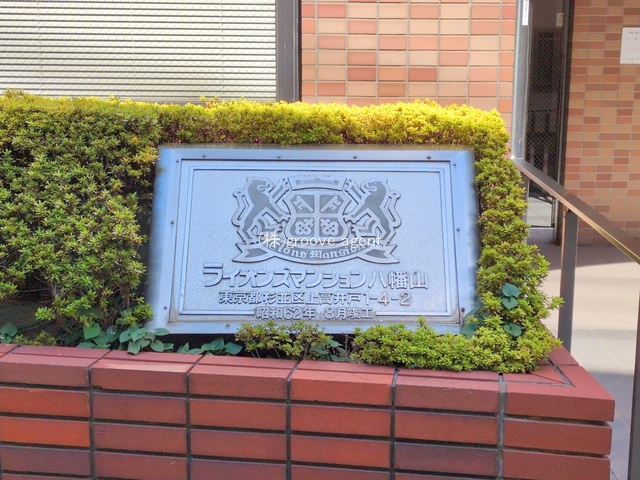 Lions Mansion
(株)groove agent
ライオンズマンション八幡山
東京都杉並区上高井戸1-4-2
昭和62年 8月竣工